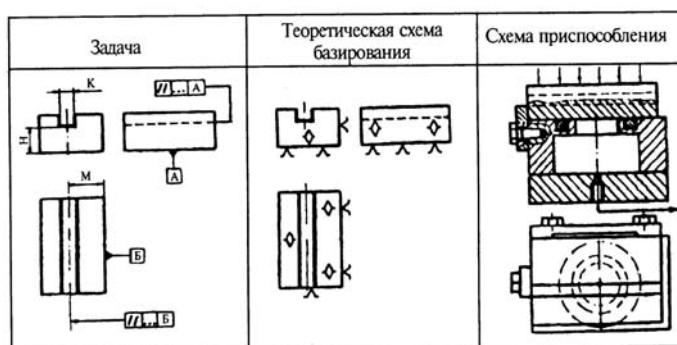 Задача
Теоретическая схема
базирования
Схема приспособления
К
// ... А
Н
А
М
Б
// ... Б